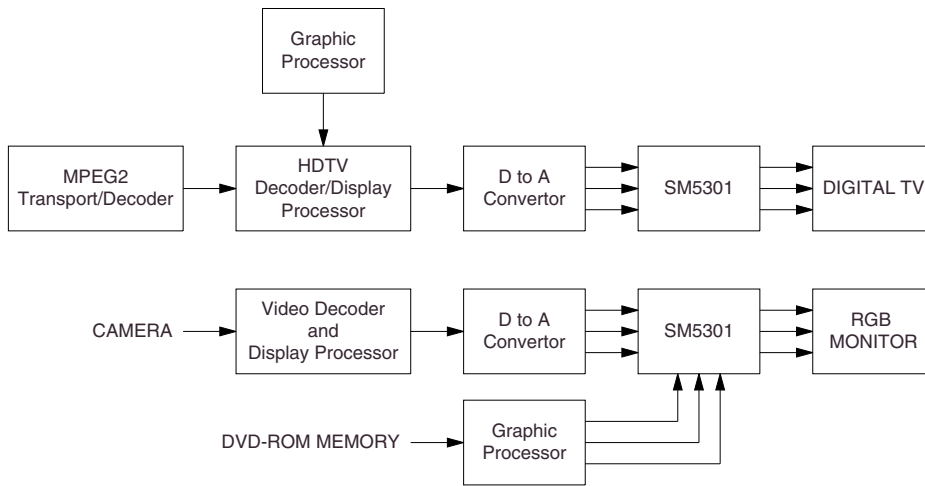 Graphic
Processor
MPEG2
Transport/Decoder
HDTV
Decoder/Display
Processor
D to A
Convertor
SM5301
DIGITAL TV
CAMERA
Video Decoder
and
Display Processor
D to A
Convertor
SM5301
RGB
MONITOR
DVD-ROM MEMORY
Graphic
Processor